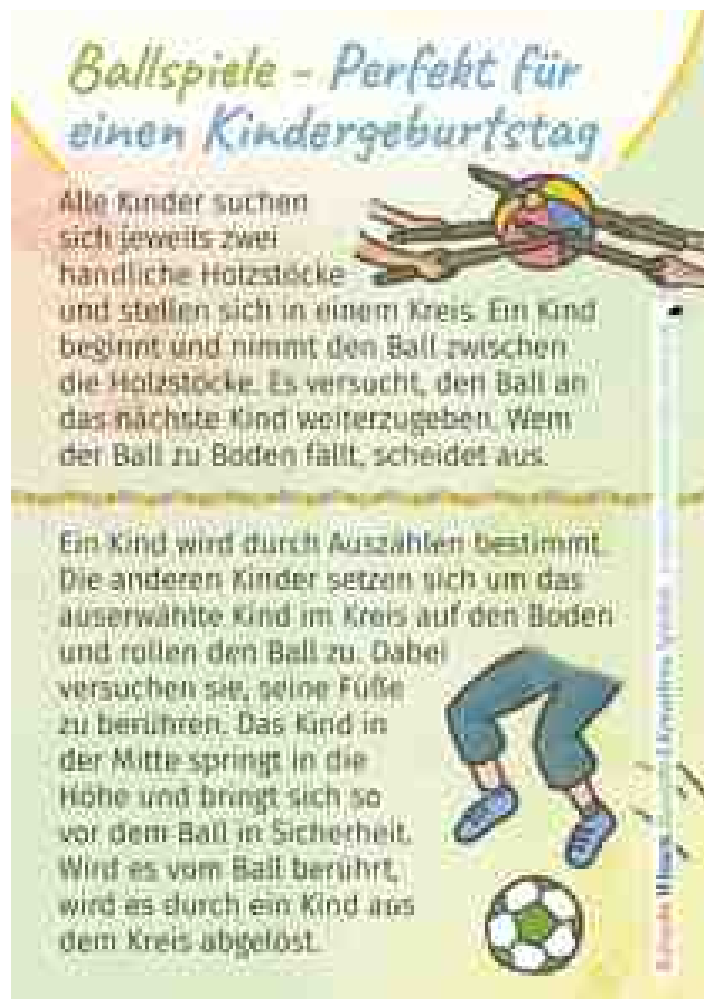 Ballspiele - Perfekt für
einen Kindergeburtstag
Alle Kinder suchen
sich jeweils zwei
handliche Holzstöcke
und stellen sich in einem Kreis. Ein Kind
beginnt und nimmt den Ball zwischen
die Holzstöcke. Es versucht, den Ball an
das nächste Kind weiterzugeben. Wem
der Ball zu Boden fällt, scheidet aus.
Ein Kind wird durch Auszählen bestimmt.
Die anderen Kinder setzen sich um das
auserwählte Kind im Kreis auf den Boden
und rollen den Ball zu. Dabei
versuchen sie, seine Füße
zu berühren. Das Kind in
der Mitte springt in die
Höhe und bringt sich so
vor dem Ball in Sicherheit.
Wird es vom Ball berührt,
wird es durch ein Kind aus
dem Kreis abgelöst.